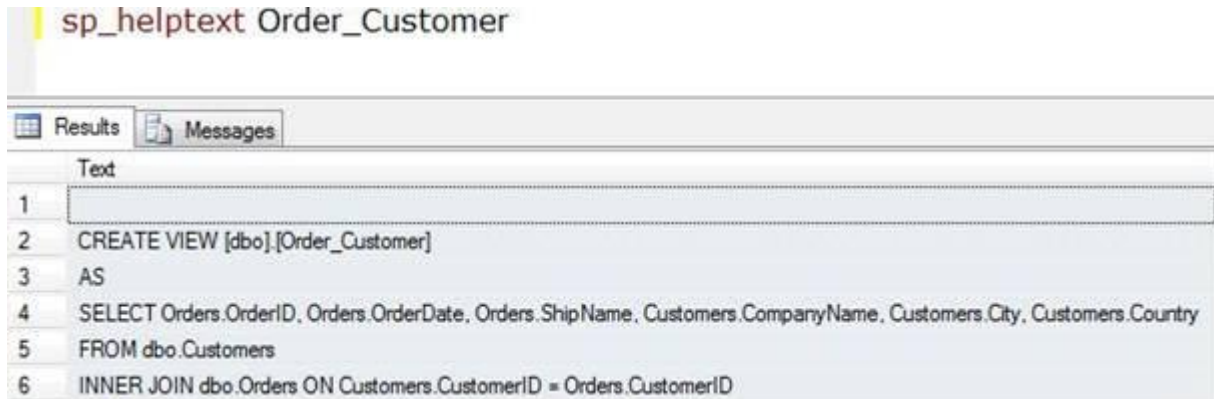 sp_helptext Order_Customer
Results Messages
Text
1
2 CREATE VIEW [dbo].[Order_Customer]
3 AS
4 SELECT Orders.OrderID, Orders.OrderDate, Orders.ShipName, Customers.CompanyName, Customers.City, Customers.Country
5 FROM dbo.Customers
6 INNER JOIN dbo.Orders ON Customers.CustomerID = Orders.CustomerID